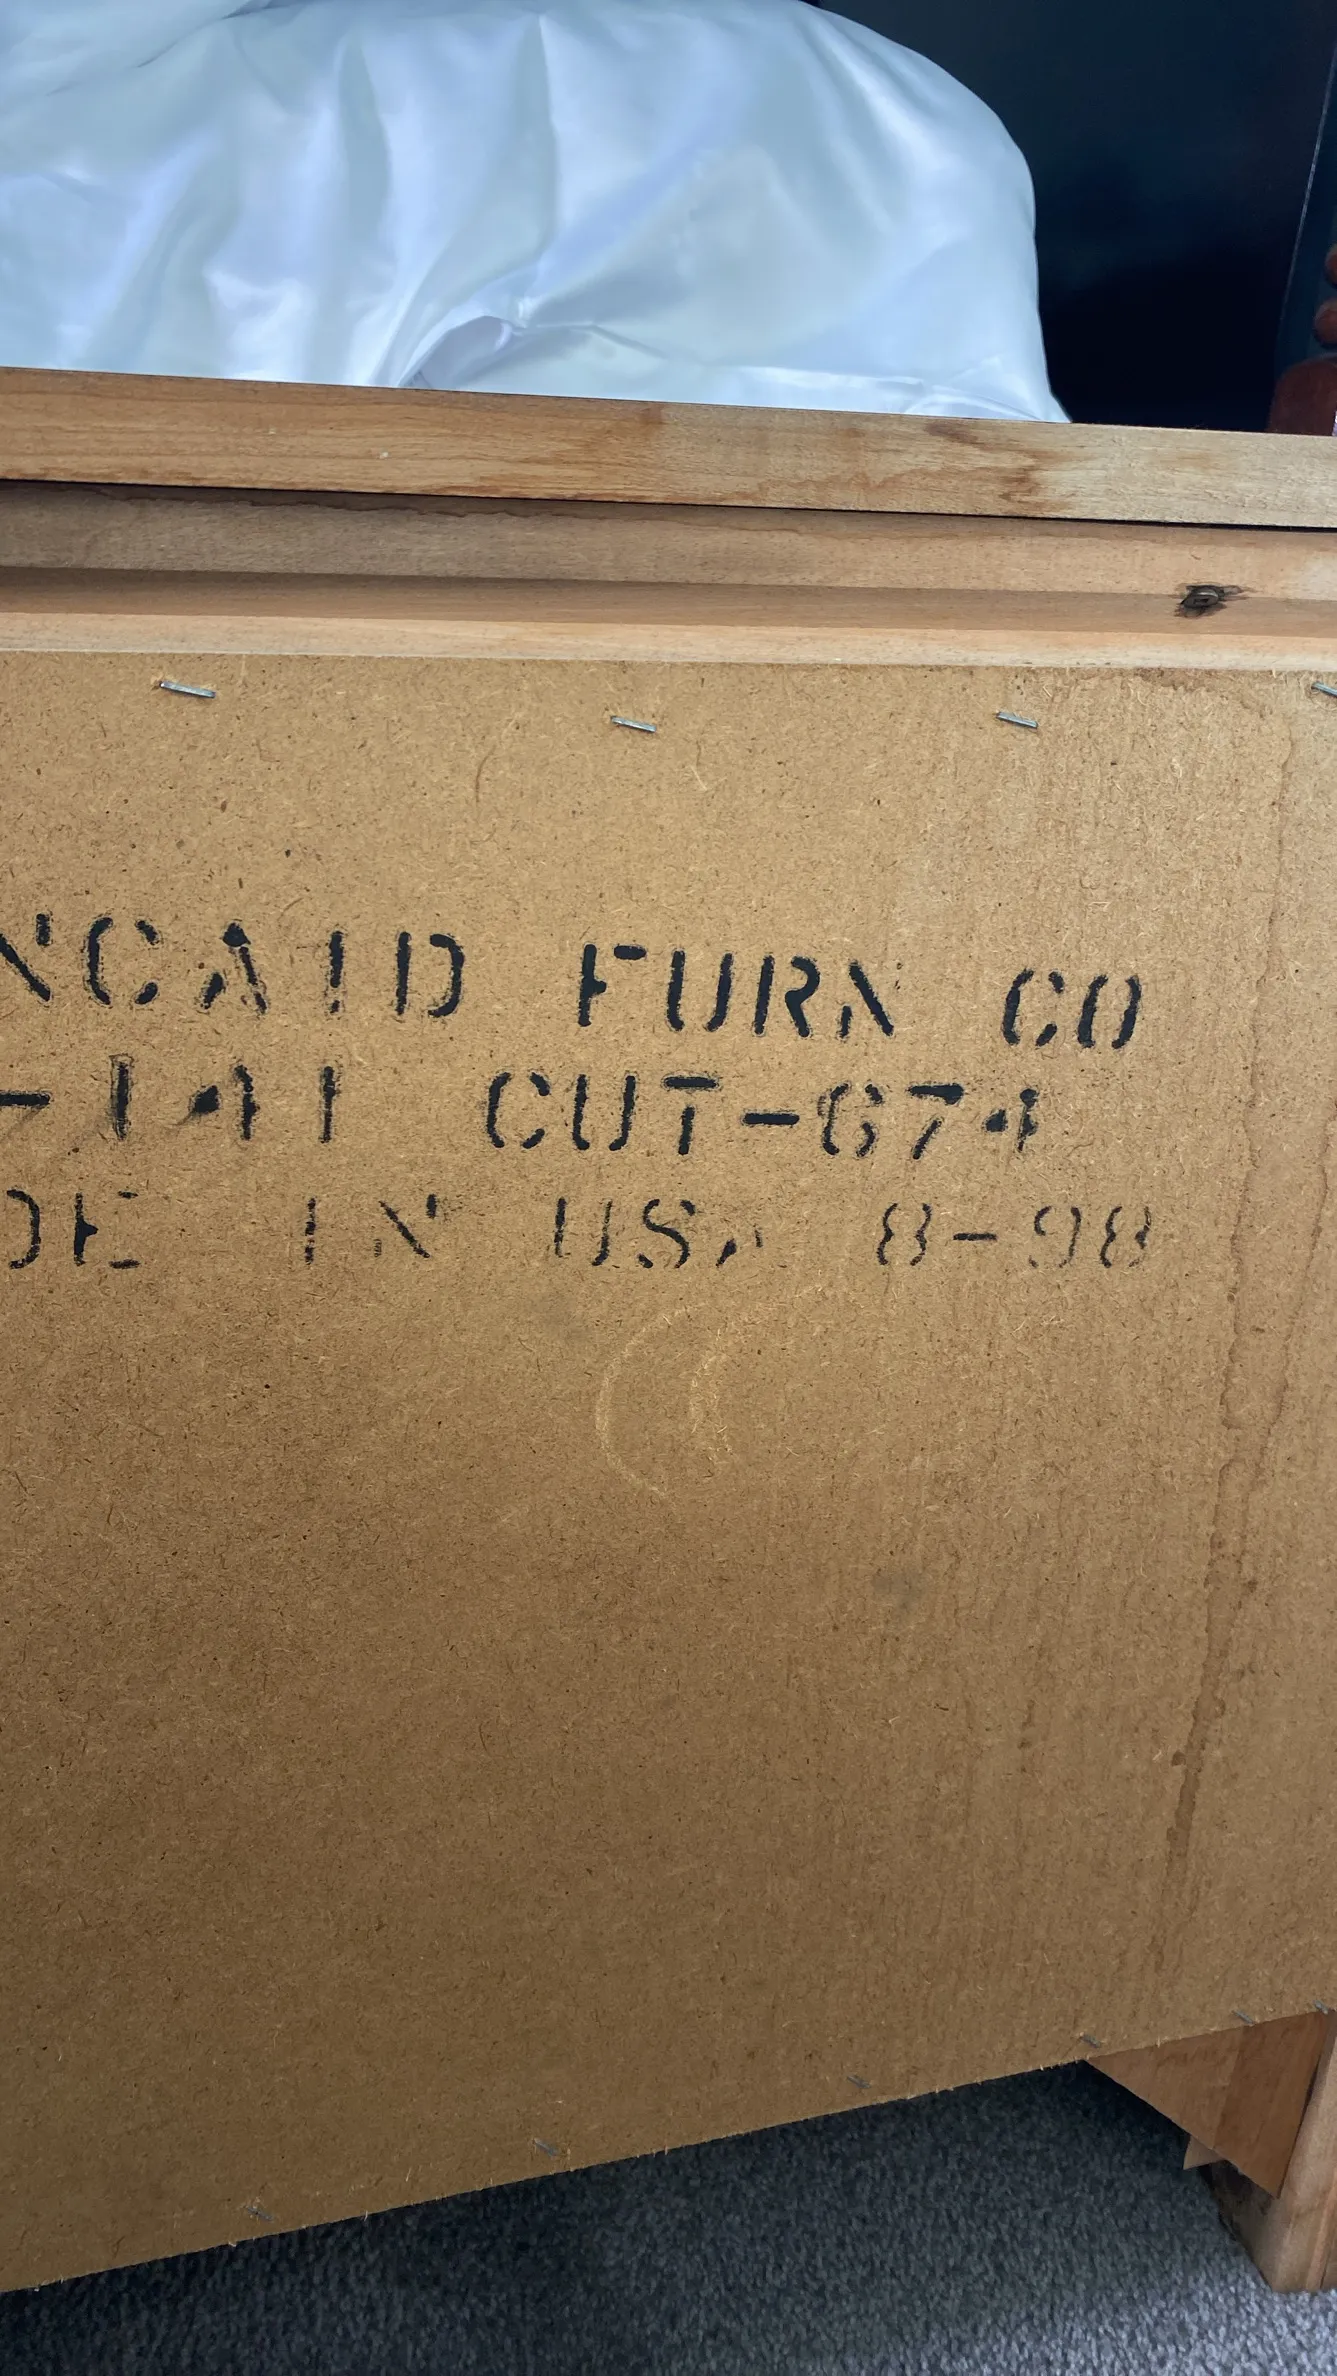 NCAID FURN CO
-141 CUT-674
DE IN USA 8-98